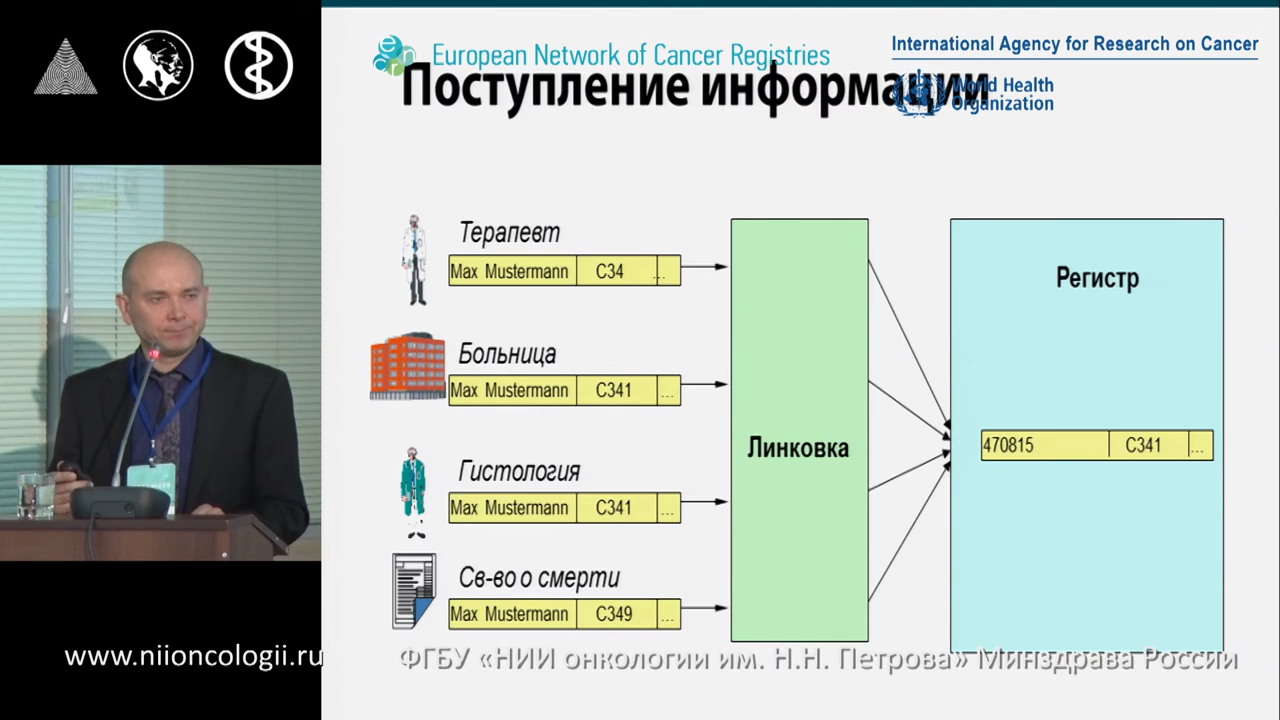 European Network of Cancer Registries
International Agency for Research on Cancer
Поступление информации
World Health
Organization
Терапевт
Max Mustermann C34 ...
Больница
Max Mustermann C341 ...
Гистология
Max Mustermann C341 ...
Св-во о смерти
Max Mustermann C349 ...
Линковка
Регистр
470815 C341 ...
www.niioncologii.ru
ФГБУ «НИИ онкологии им. Н.Н. Петрова» Минздрава России